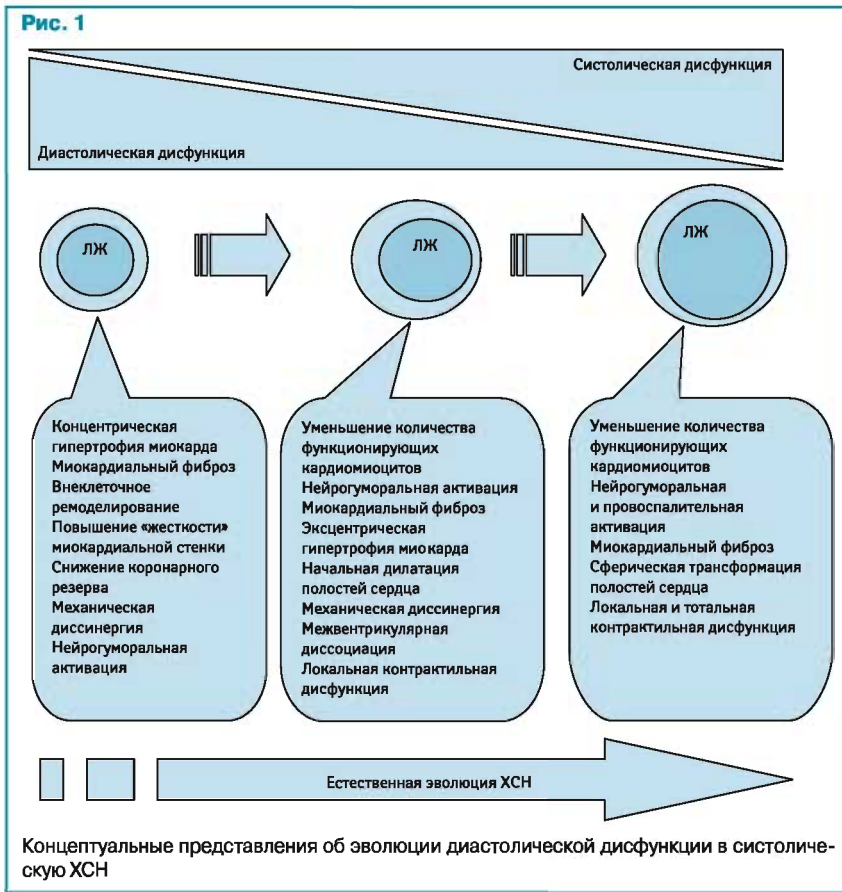 Рис. 1
Систолическая дисфункция
Диастолическая дисфункция
ЛЖ
ЛЖ
ЛЖ
Концентрическая
гипертрофия миокарда
Миокардиальный фиброз
Внеклеточное
ремоделирование
Повышение «жесткости»
миокардиальной стенки
Снижение коронарного
резерва
Механическая
диссинергия
Нейрогуморальная
активация
Уменьшение количества
функционирующих
кардиомиоцитов
Нейрогуморальная активация
Миокардиальный фиброз
Эксцентрическая
гипертрофия миокарда
Начальная дилатация
полостей сердца
Механическая диссинергия
Межвентрикулярная
диссоциация
Локальная контрактильная
дисфункция
Уменьшение количества
функционирующих
кардиомиоцитов
Нейрогуморальная
и провоспалительная
активация
Миокардиальный фиброз
Сферическая трансформация
полостей сердца
Локальная и тотальная
контрактильная дисфункция
Естественная эволюция ХСН
Концептуальные представления об эволюции диастолической дисфункции в систоличе-
скую ХСН